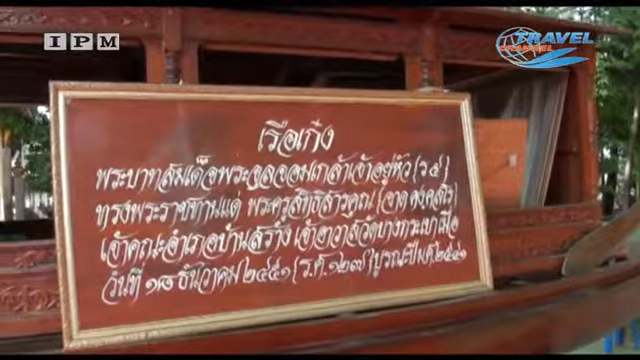 IPM
TRAVEL
CHANNEL
เรือเก๋ง
พระบาทสมเด็จพระจุลจอมเกล้าเจ้าอยู่หัว (ร ๕)
ทรงพระราชทานแด่ พระครูสิทธิสารคุณ (จาด คงคสิริ)
เจ้าคณะอำเภอบ้านสร้าง เจ้าอาวาสวัดบางกระเบา เมื่อ
วันที่ ๑๘ ธันวาคม ๒๔๕๑ (ร.ศ. ๑๒๗) บูรณะปีพศ. ๒๕๔๑